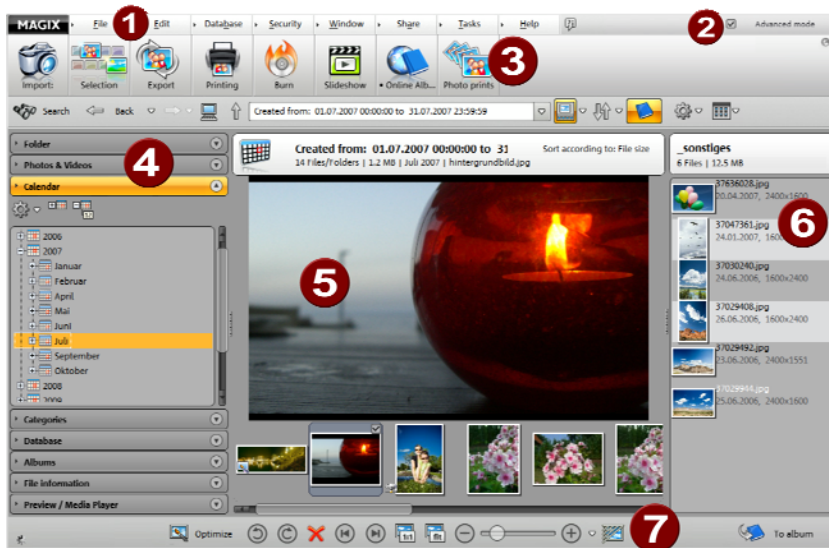 MAGIX File 1 Edit Database Security Window Share Tasks Help 2 Advanced mode
Import: Selection Export Printing Burn Slideshow Online Alb... Photo prints 3
Search Back Created from: 01.07.2007 00:00:00 to 31.07.2007 23:59:59
Folder
Photos & Videos
4
Calendar
2006
2007
Januar
Februar
April
Mai
Juni
Juli
September
Oktober
2008
Categories
Database
Albums
File information
Preview / Media Player
Created from: 01.07.2007 00:00:00 to 31
Sort according to: File size
14 Files/Folders | 1.2 MB | Juli 2007 | hintergrundbild.jpg
5
_sonstiges
6 Files | 12.5 MB
37636028.jpg
20.04.2007, 2400x1600
37047361.jpg
24.01.2007,
6
37030240.jpg
24.06.2006, 1600x2400
37029408.jpg
26.06.2006, 1600x2400
37029492.jpg
23.06.2006, 2400x1551
37029944.jpg
25.06.2006, 2400x1600
Optimize 1:1 fit 7 To album